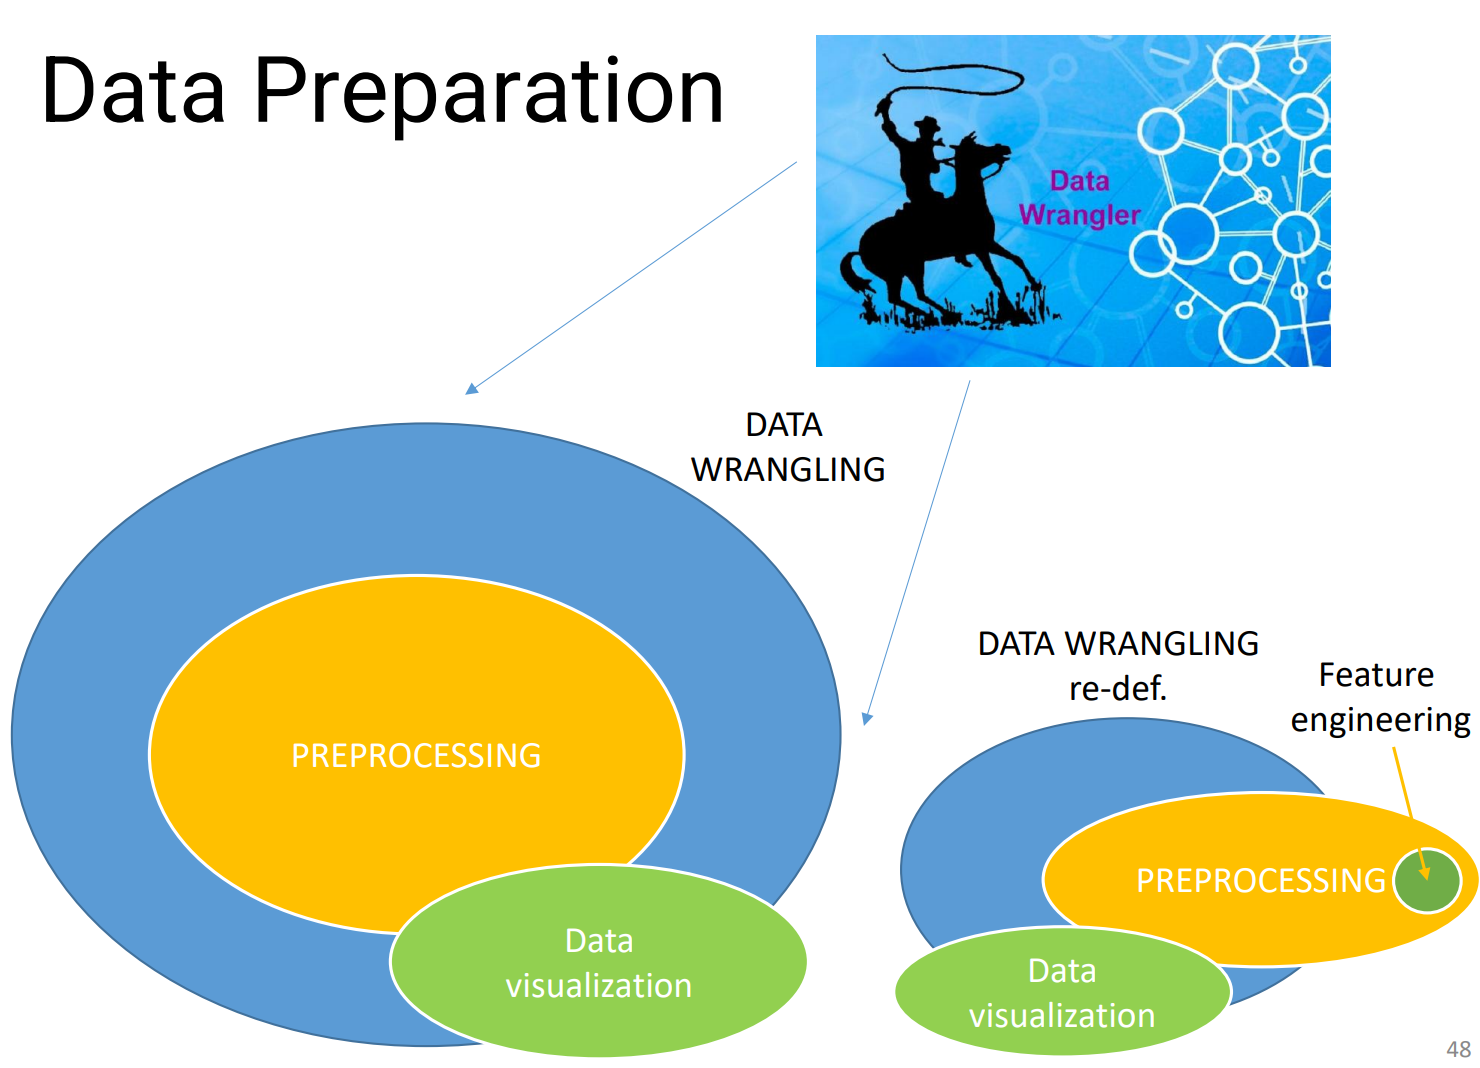 Data Preparation
Data
Wrangler
DATA
WRANGLING
DATA WRANGLING
re-def.
Feature
engineering
PREPROCESSING
PREPROCESSING
Data
visualization
Data
visualization
48